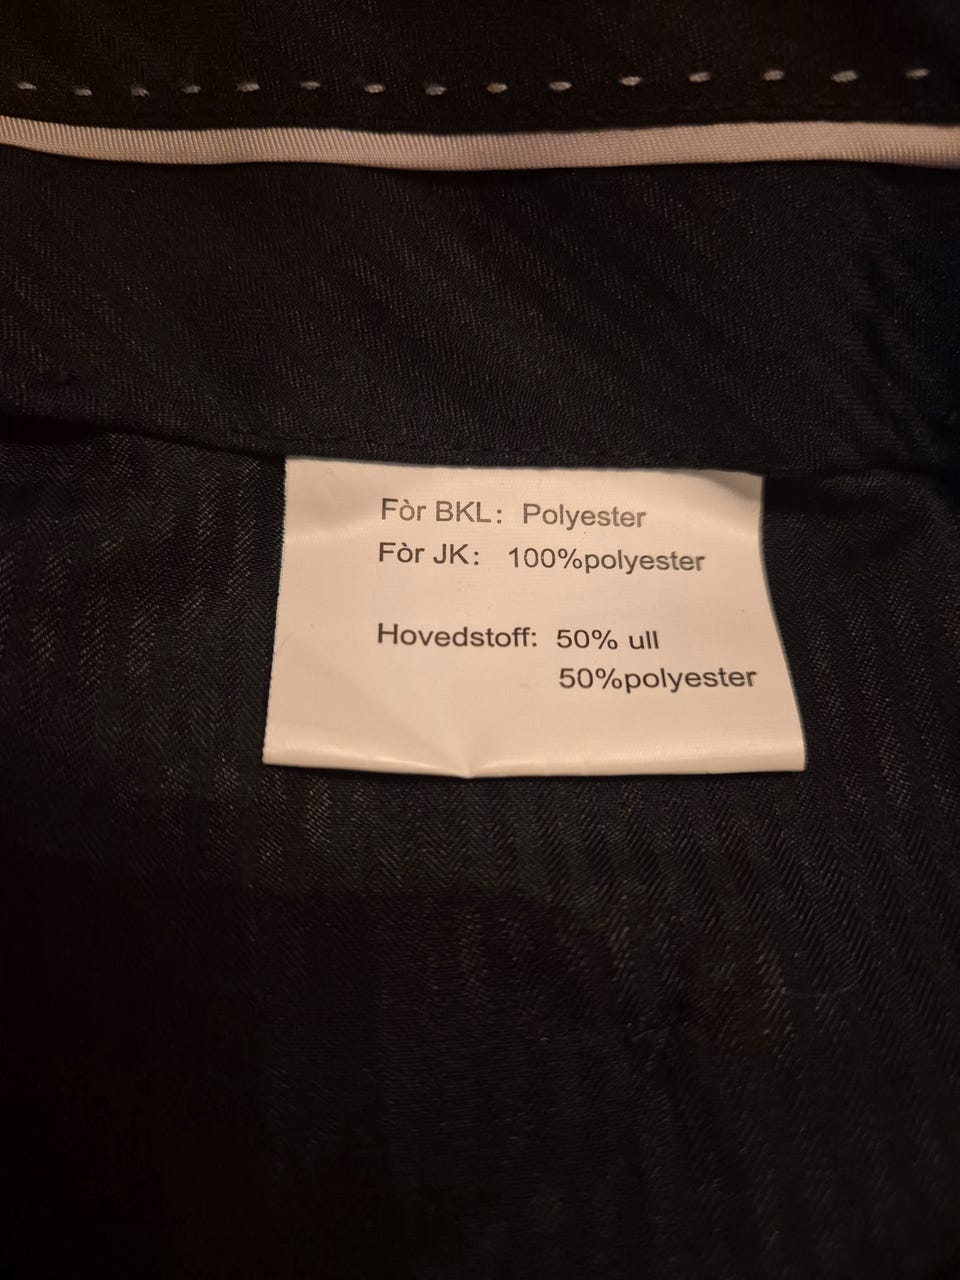 Fòr BKL: Polyester
Fòr JK: 100%polyester
Hovedstoff: 50% ull
50%polyester